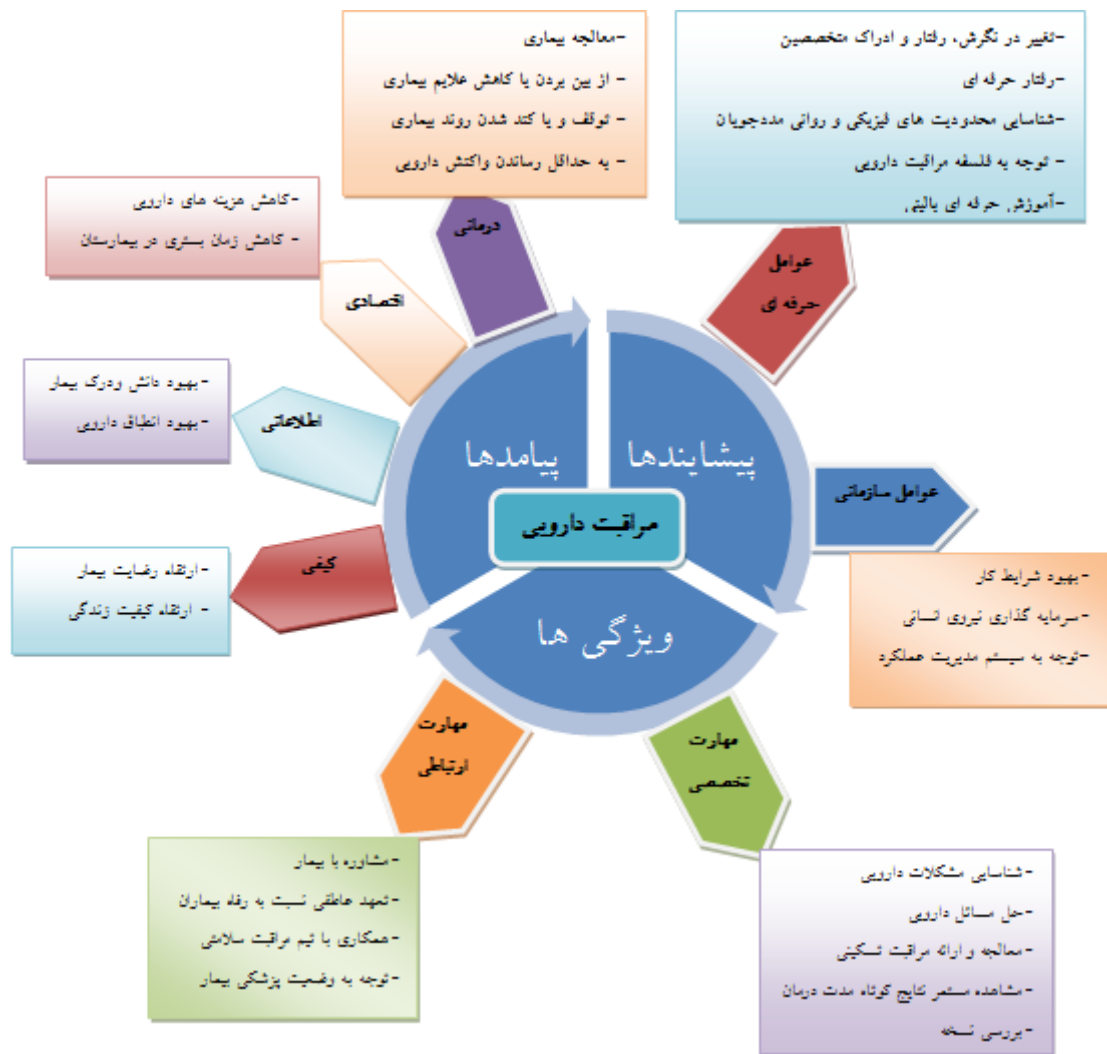 -معالجه بیماری
- از بین بردن یا کاهش علایم بیماری
- توقف و یا کند شدن روند بیماری
- به حداقل رساندن واکنش دارویی
-تغییر در نگرش، رفتار و ادراک متخصصین
-رفتار حرفه ای
-شناسایی محدودیت های فیزیکی و روانی مددجویان
- توجه به فلسفه مراقبت دارویی
-آموزش حرفه ای بالینی
درمانی
عوامل
حرفه ای
-کاهش هزینه های دارویی
- کاهش زمان بستری در بیمارستان
اقتصادی
-بهبود دانش ودرک بیمار
-بهبود انطباق دارویی
اطلاعاتی
پیامدها
پیشایندها
مراقبت دارویی
ویژگی ها
عوامل سازمانی
-بهبود شرایط کار
-سرمایه گذاری نیروی انسانی
-توجه به سیستم مدیریت عملکرد
کیفی
- ارتقاء رضایت بیمار
- ارتقاء کیفیت زندگی
مهارت
ارتباطی
مهارت
تخصصی
-مشاوره با بیمار
-تعهد عاطفی نسبت به رفاه بیماران
-همکاری با تیم مراقبت سلامتی
-توجه به وضعیت پزشکی بیمار
-شناسایی مشکلات دارویی
-حل مسائل دارویی
-معالجه و ارائه مراقبت تسکینی
-مشاهده مستمر نتایج کوتاه مدت درمان
-بررسی نسخه